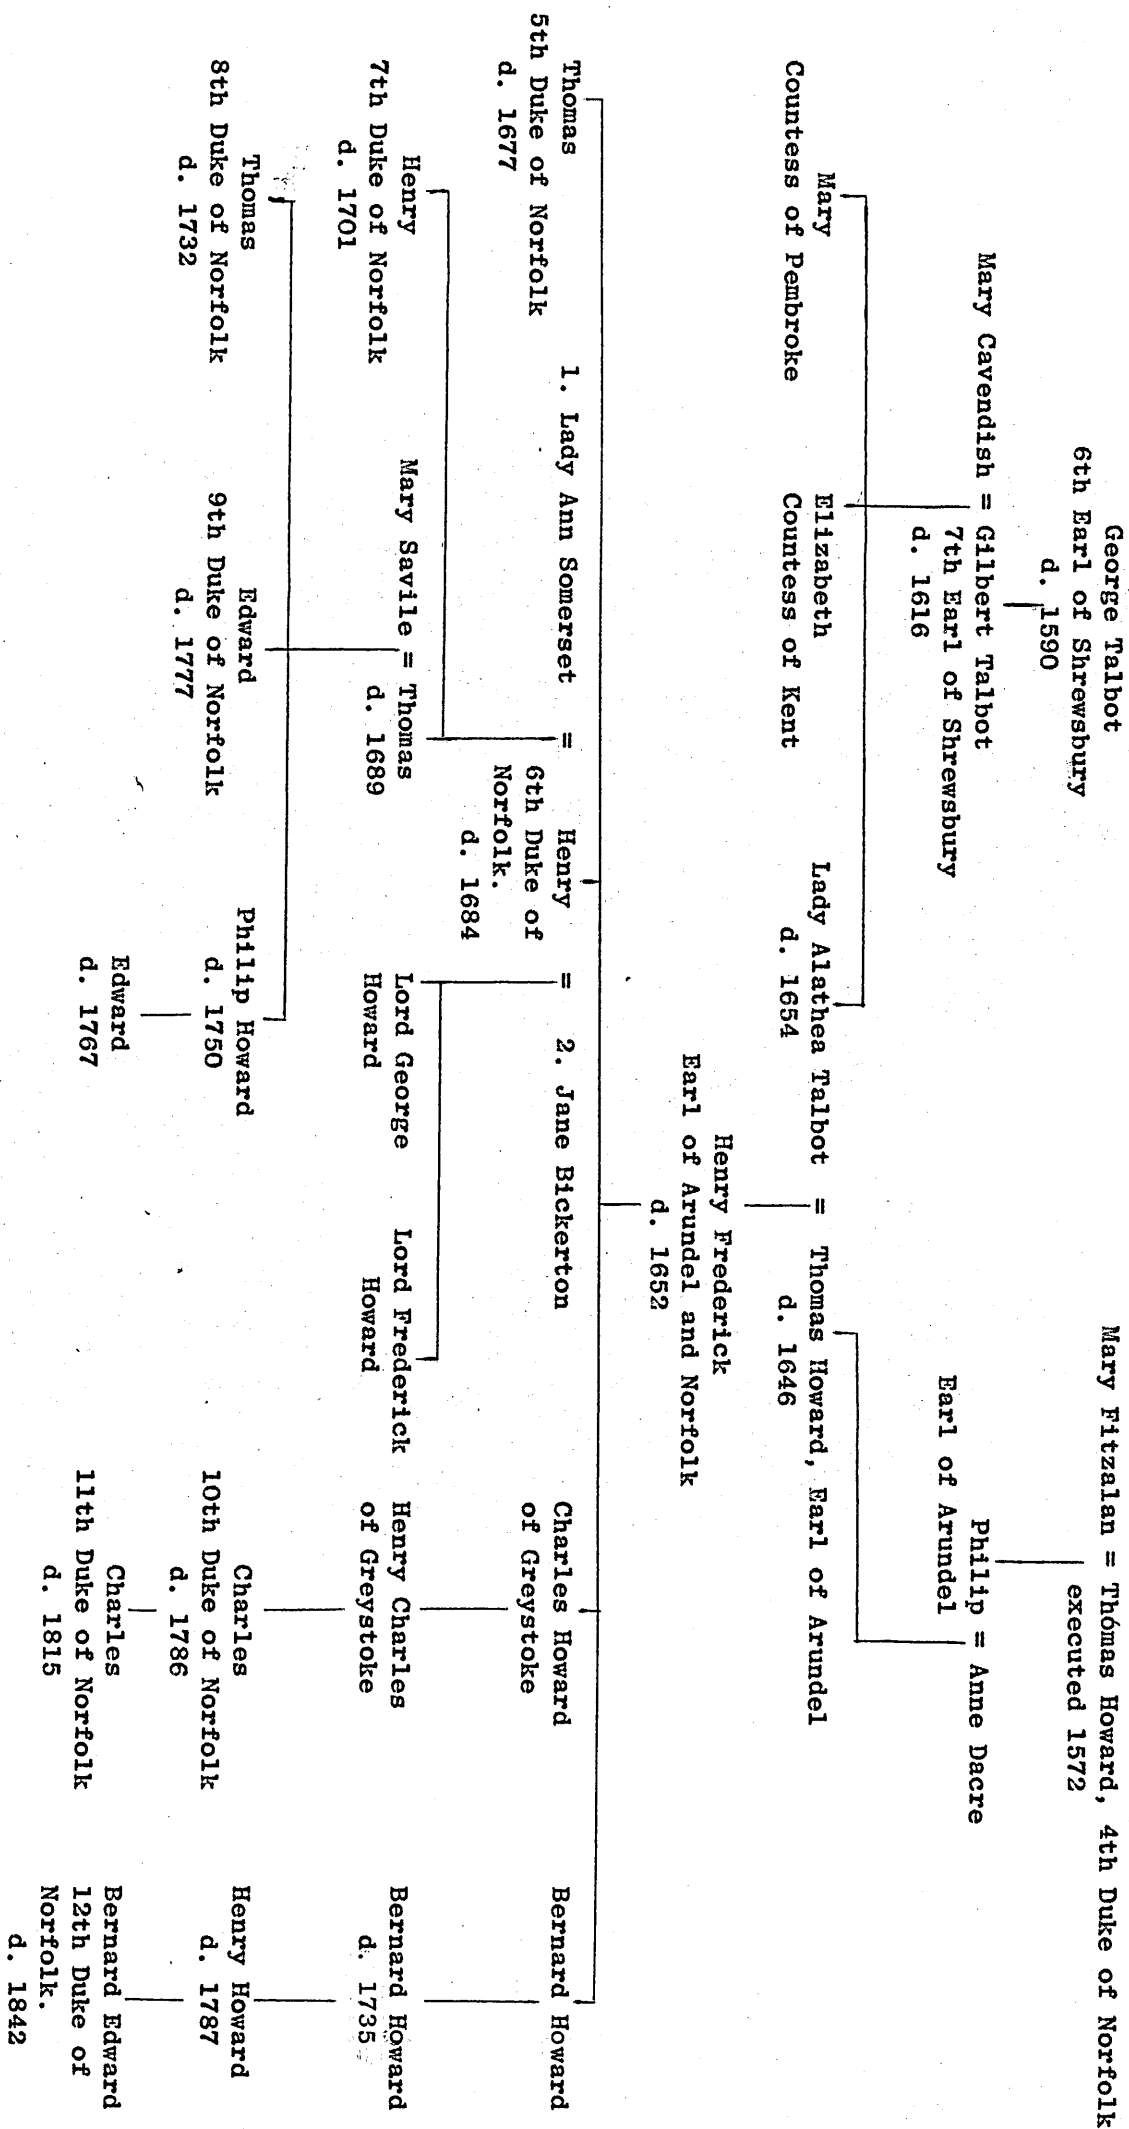 George Talbot
6th Earl of Shrewsbury
d. 1590
Mary Fitzalan = Thómas Howard, 4th Duke of Norfolk
executed 1572
Mary Cavendish = Gilbert Talbot
7th Earl of Shrewsbury
d. 1616
Philip = Anne Dacre
Earl of Arundel
Mary
Countess of Pembroke
Elizabeth
Countess of Kent
Lady Alathea Talbot = Thomas Howard, Earl of Arundel
d. 1654
d. 1646
Henry Frederick
Earl of Arundel and Norfolk
d. 1652
Thomas
5th Duke of Norfolk
d. 1677
1. Lady Ann Somerset = Henry = 2. Jane Bickerton
6th Duke of
Norfolk.
d. 1684
Charles Howard
of Greystoke
Bernard Howard
Henry
7th Duke of Norfolk
d. 1701
Mary Savile = Thomas
d. 1689
Lord George
Howard
Lord Frederick
Howard
Henry Charles
of Greystoke
Bernard Howard
d. 1735
Thomas
8th Duke of Norfolk
d. 1732
Edward
9th Duke of Norfolk
d. 1777
Philip Howard
d. 1750
Charles
10th Duke of Norfolk
d. 1786
Henry Howard
d. 1787
Edward
d. 1767
Charles
11th Duke of Norfolk
d. 1815
Bernard Edward
12th Duke of
Norfolk.
d. 1842